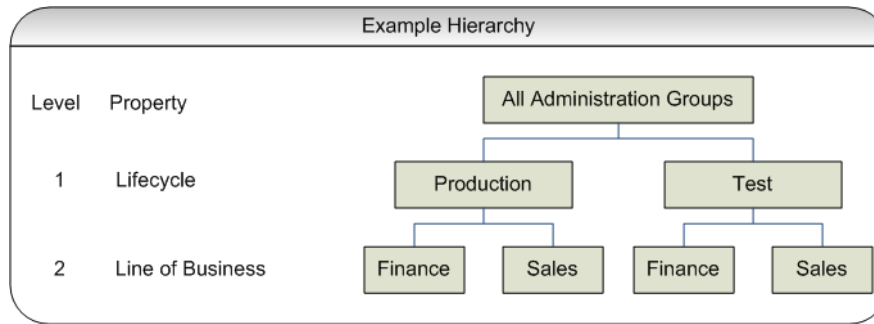 Example Hierarchy
Level Property All Administration Groups
1 Lifecycle Production Test
2 Line of Business Finance Sales Finance Sales